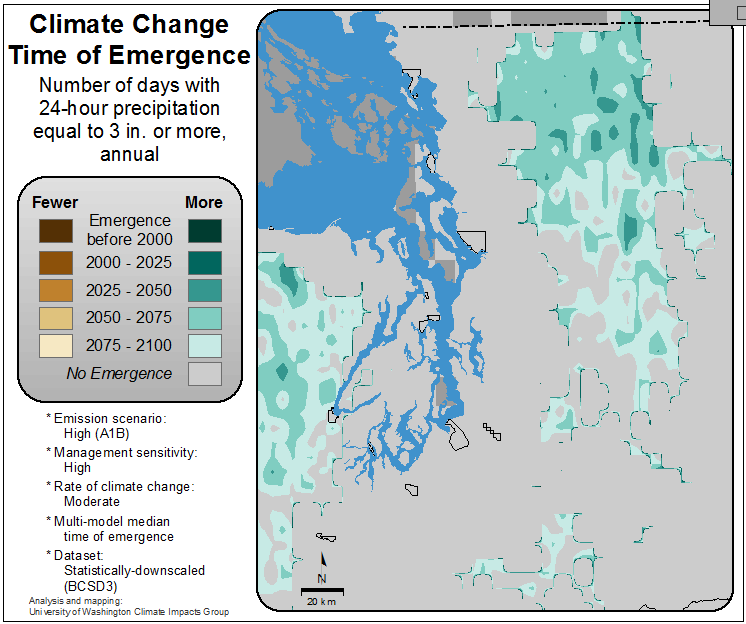 Climate Change
Time of Emergence
Number of days with
24-hour precipitation
equal to 3 in. or more,
annual
Fewer More
Emergence
before 2000
2000 - 2025
2025 - 2050
2050 - 2075
2075 - 2100
No Emergence
* Emission scenario:
High (A1B)
* Management sensitivity:
High
* Rate of climate change:
Moderate
* Multi-model median
time of emergence
* Dataset:
Statistically-downscaled
(BCSD3)
Analysis and mapping:
University of Washington Climate Impacts Group
N
20 km